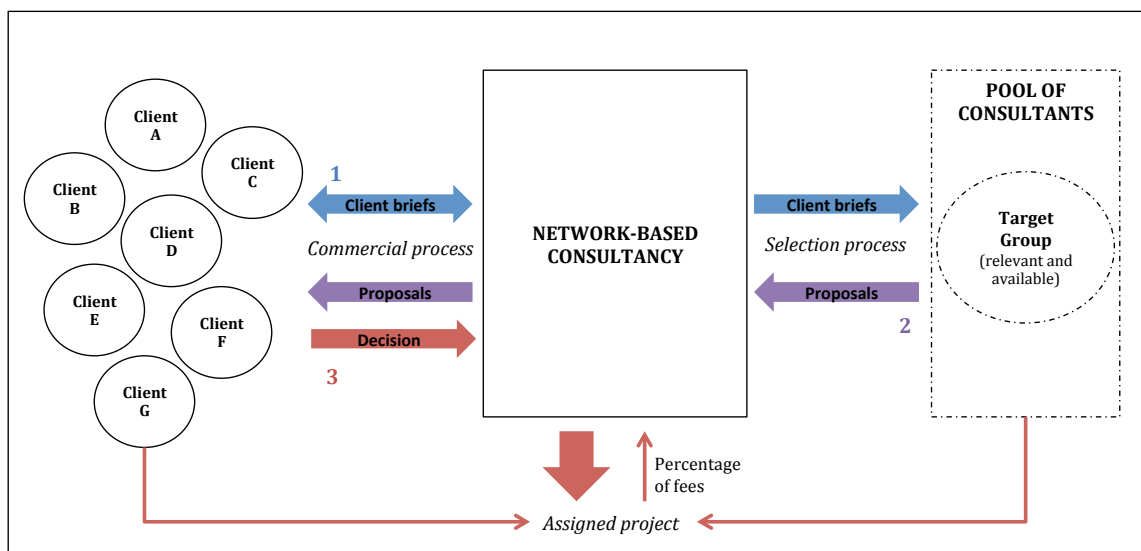 Client
A
Client
C
Client
B
Client
D
Client
E
Client
F
Client
G
1
Client briefs
Commercial process
Proposals
Decision
3
NETWORK-BASED
CONSULTANCY
Client briefs
Selection process
Proposals
2
POOL OF
CONSULTANTS
Target
Group
(relevant and
available)
Percentage
of fees
Assigned project